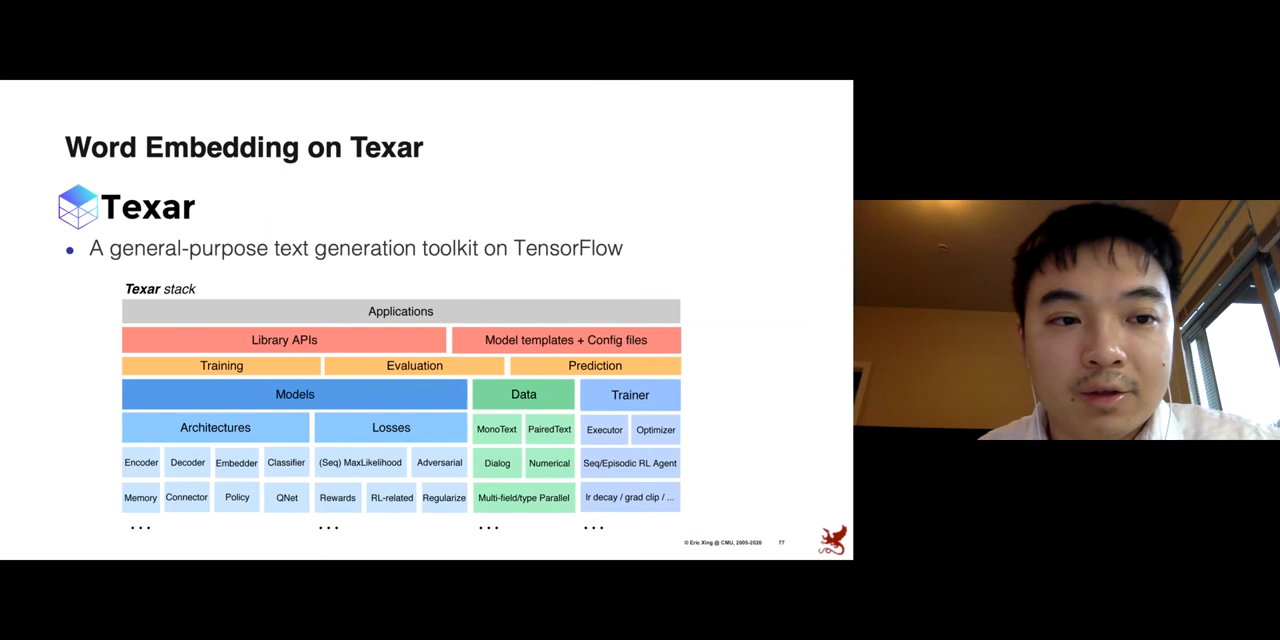 Word Embedding on Texar
Texar
• A general-purpose text generation toolkit on TensorFlow
Texar stack
Applications
Library APIs Model templates + Config files
Training Evaluation Prediction
Models Data Trainer
Architectures Losses MonoText PairedText Executor Optimizer
Encoder Decoder Embedder Classifier (Seq) MaxLikelihood Adversarial Dialog Numerical Seq/Episodic RL Agent
Memory Connector Policy QNet Rewards RL-related Regularize Multi-field/type Parallel lr decay / grad clip / ...
... ... ... ...
© Eric Xing @ CMU, 2005-2020 77